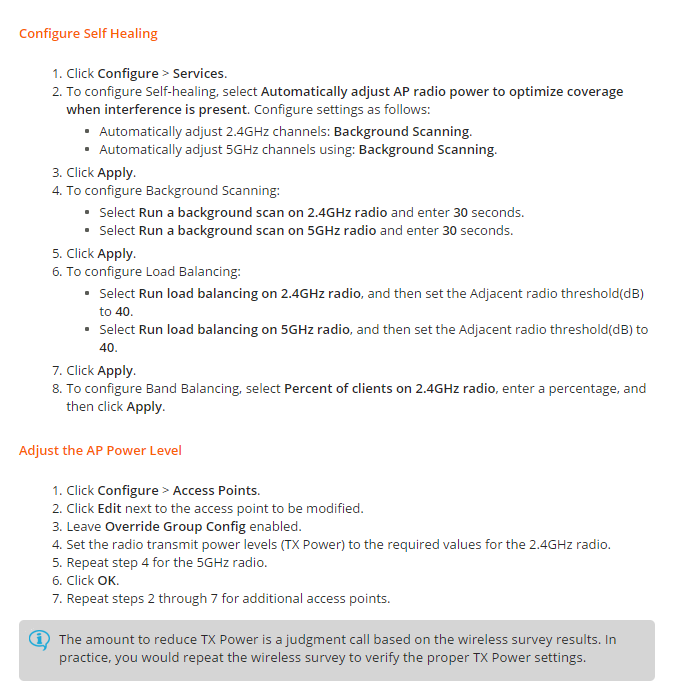 Configure Self Healing
1. Click Configure > Services.
2. To configure Self-healing, select Automatically adjust AP radio power to optimize coverage
when interference is present. Configure settings as follows:
• Automatically adjust 2.4GHz channels: Background Scanning.
• Automatically adjust 5GHz channels using: Background Scanning.
3. Click Apply.
4. To configure Background Scanning:
• Select Run a background scan on 2.4GHz radio and enter 30 seconds.
• Select Run a background scan on 5GHz radio and enter 30 seconds.
5. Click Apply.
6. To configure Load Balancing:
• Select Run load balancing on 2.4GHz radio, and then set the Adjacent radio threshold(dB)
to 40.
• Select Run load balancing on 5GHz radio, and then set the Adjacent radio threshold(dB) to
40.
7. Click Apply.
8. To configure Band Balancing, select Percent of clients on 2.4GHz radio, enter a percentage, and
then click Apply.
Adjust the AP Power Level
1. Click Configure > Access Points.
2. Click Edit next to the access point to be modified.
3. Leave Override Group Config enabled.
4. Set the radio transmit power levels (TX Power) to the required values for the 2.4GHz radio.
5. Repeat step 4 for the 5GHz radio.
6. Click OK.
7. Repeat steps 2 through 7 for additional access points.
The amount to reduce TX Power is a judgment call based on the wireless survey results. In
practice, you would repeat the wireless survey to verify the proper TX Power settings.